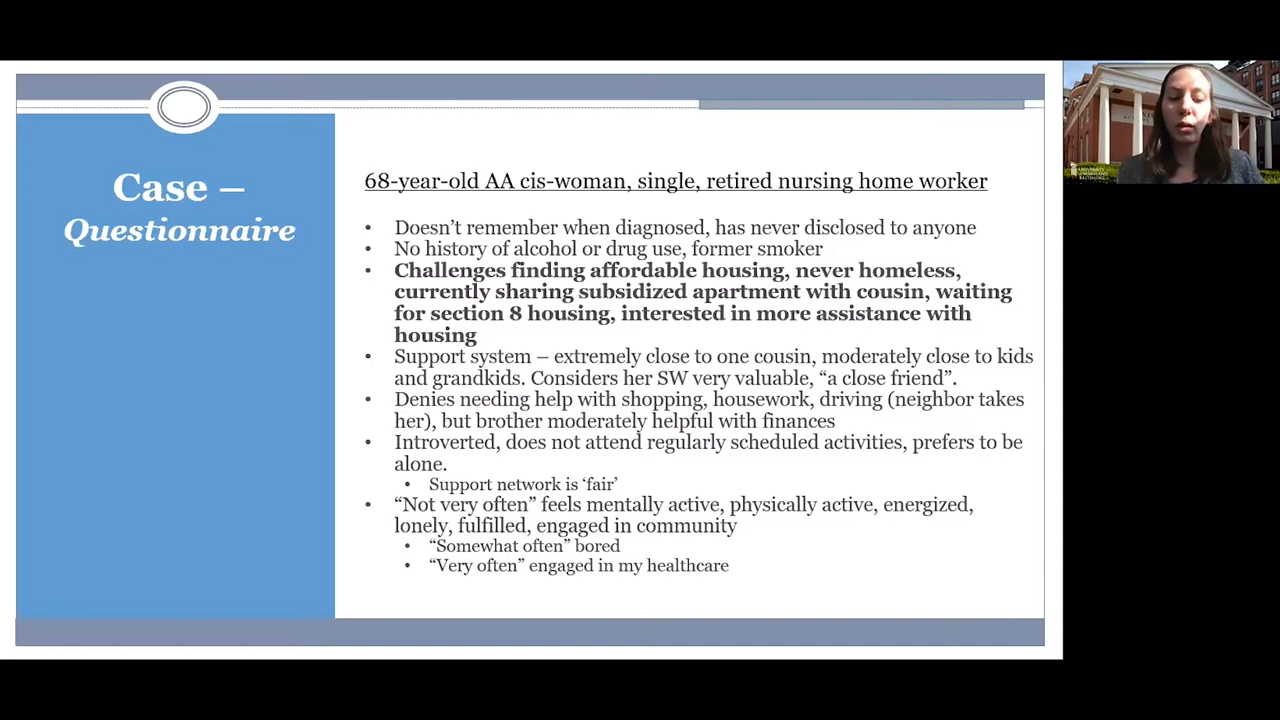 Case –
Questionnaire
68-year-old AA cis-woman, single, retired nursing home worker
• Doesn’t remember when diagnosed, has never disclosed to anyone
• No history of alcohol or drug use, former smoker
• Challenges finding affordable housing, never homeless,
currently sharing subsidized apartment with cousin, waiting
for section 8 housing, interested in more assistance with
housing
• Support system – extremely close to one cousin, moderately close to kids
and grandkids. Considers her SW very valuable, “a close friend”.
• Denies needing help with shopping, housework, driving (neighbor takes
her), but brother moderately helpful with finances
• Introverted, does not attend regularly scheduled activities, prefers to be
alone.
• Support network is ‘fair’
• “Not very often” feels mentally active, physically active, energized,
lonely, fulfilled, engaged in community
• “Somewhat often” bored
• “Very often” engaged in my healthcare